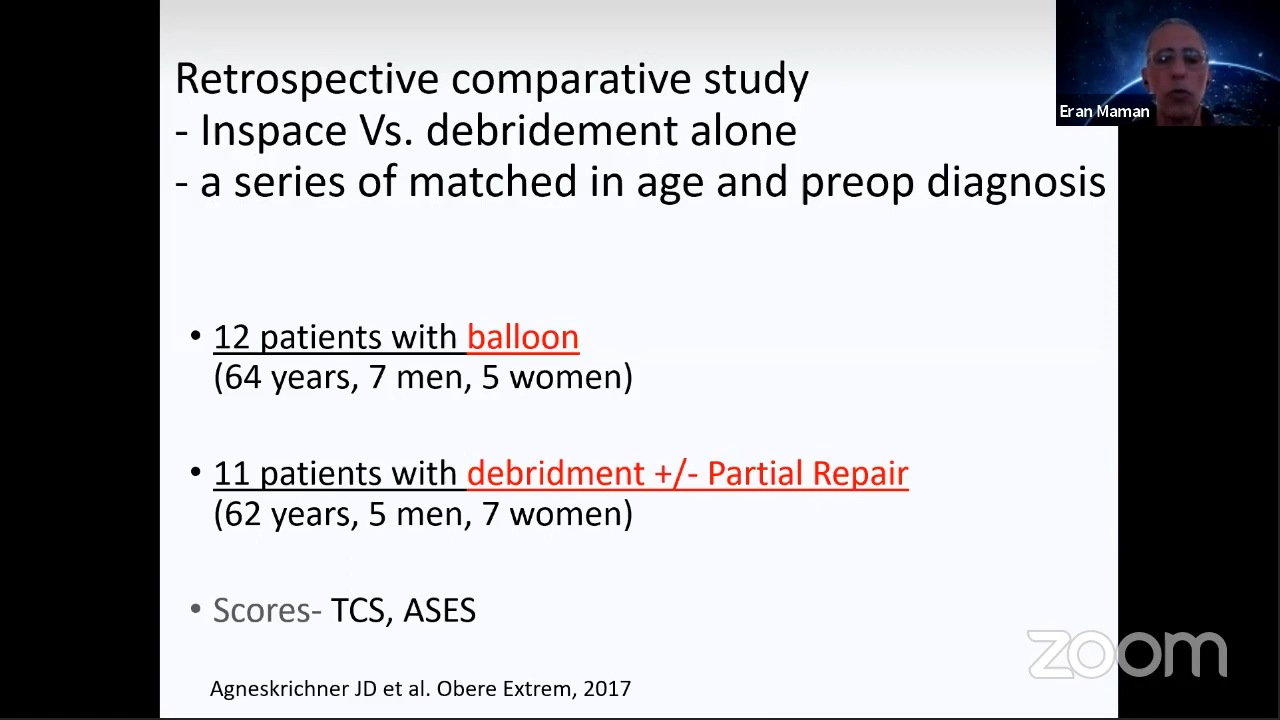 Retrospective comparative study
- Inspace Vs. debridement alone
- a series of matched in age and preop diagnosis
Eran Maman
• 12 patients with balloon
(64 years, 7 men, 5 women)
• 11 patients with debridment +/- Partial Repair
(62 years, 5 men, 7 women)
• Scores- TCS, ASES
zoom
Agneskrichner JD et al. Obere Extrem, 2017